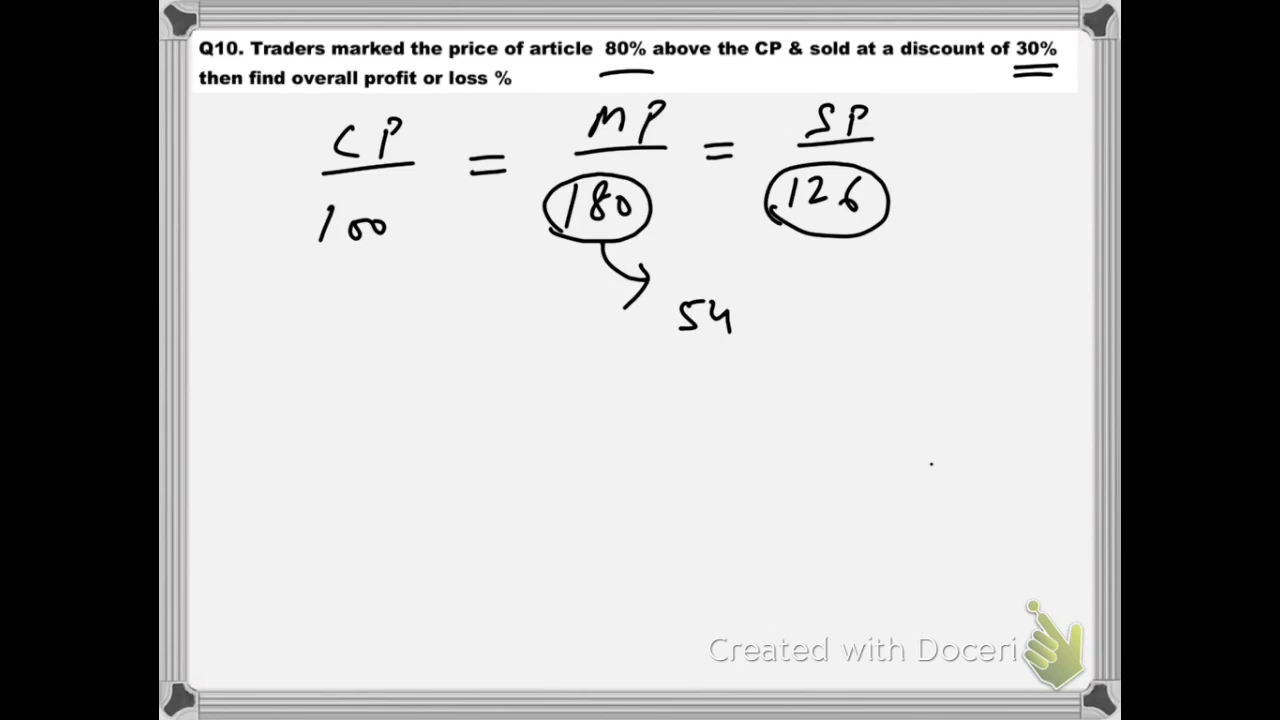 Q10. Traders marked the price of article 80% above the CP & sold at a discount of 30%
then find overall profit or loss %
CP = MP = SP
100 180 126
54
Created with Doceri